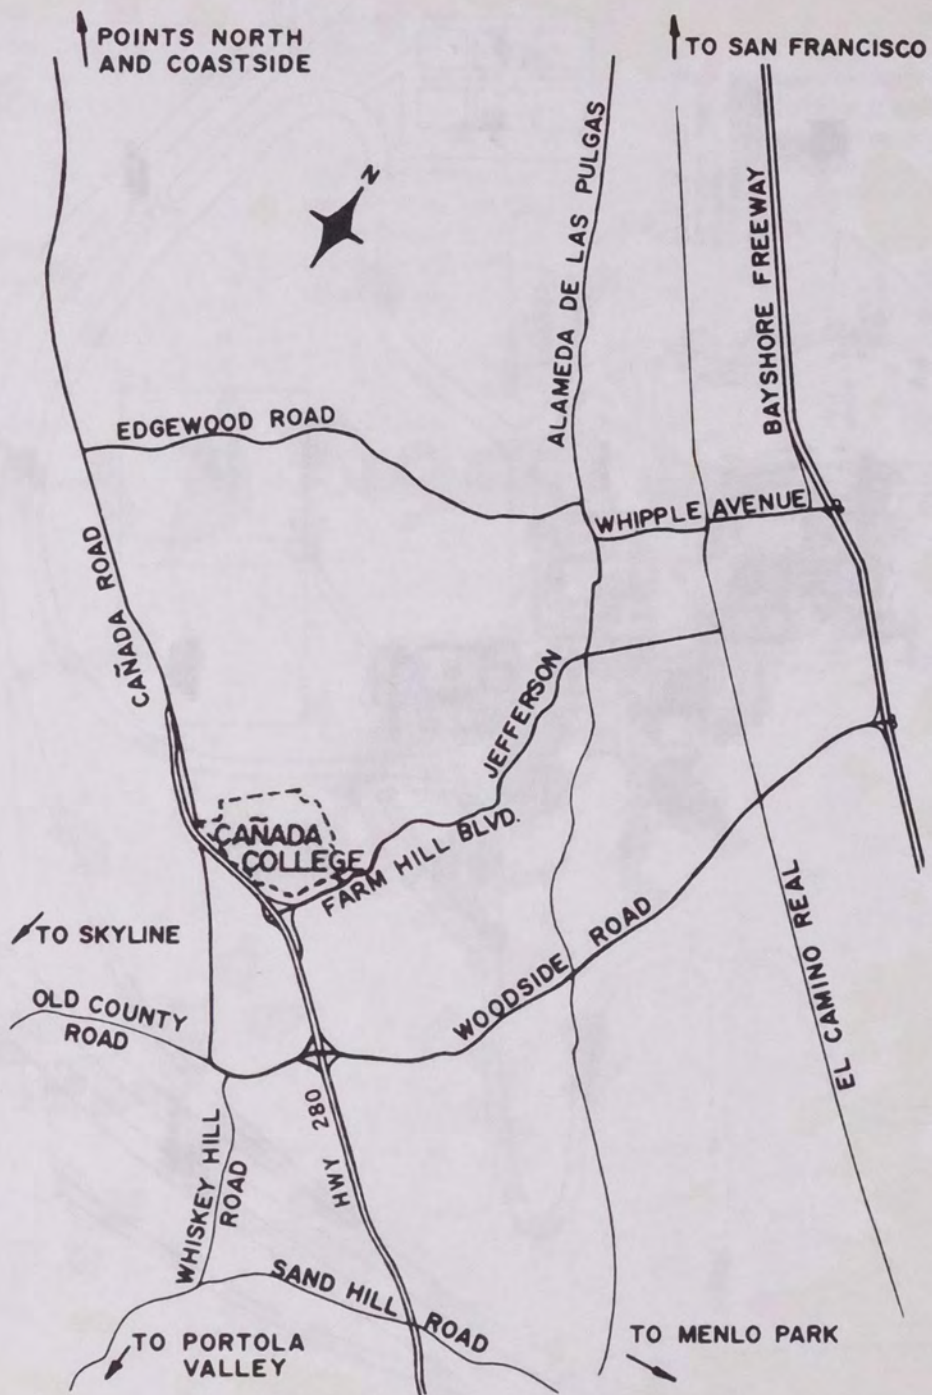 POINTS NORTH
AND COASTSIDE
TO SAN FRANCISCO
N
ALAMEDA DE LAS PULGAS
BAYSHORE FREEWAY
EDGEWOOD ROAD
WHIPPLE AVENUE
CAÑADA ROAD
JEFFERSON
CAÑADA
COLLEGE
FARM HILL BLVD.
TO SKYLINE
WOODSIDE ROAD
EL CAMINO REAL
OLD COUNTY
ROAD
HWY 280
WHISKEY HILL
ROAD
SAND HILL ROAD
TO PORTOLA
VALLEY
TO MENLO PARK